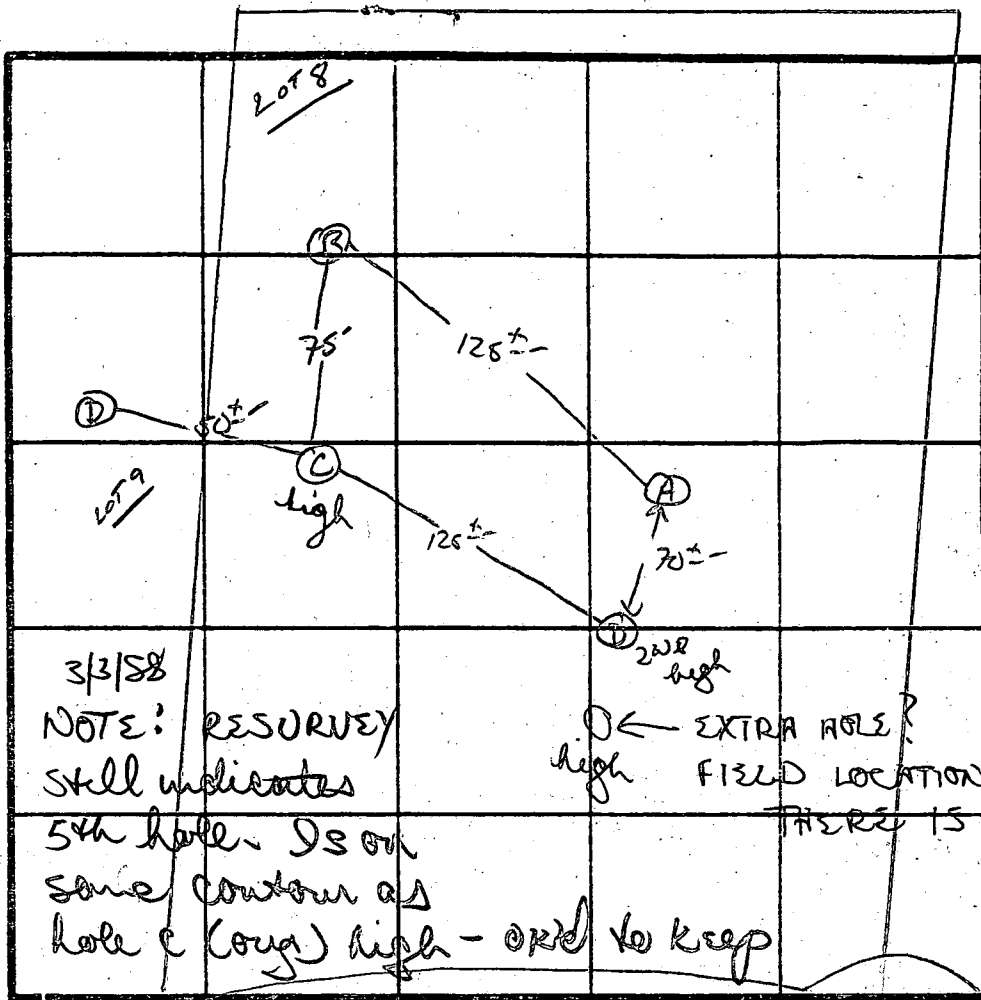 LOT 8
B
75'
125±
D
50±
C
high
LOT 9
A
125±
70±
D
2ND
high
3/3/88
NOTE: RESURVEY
still indicates
5th hole. Is on
same contour as
hole C (orig) high - OK'd to keep
EXTRA HOLE?
high
FIELD LOCATION
THERE IS